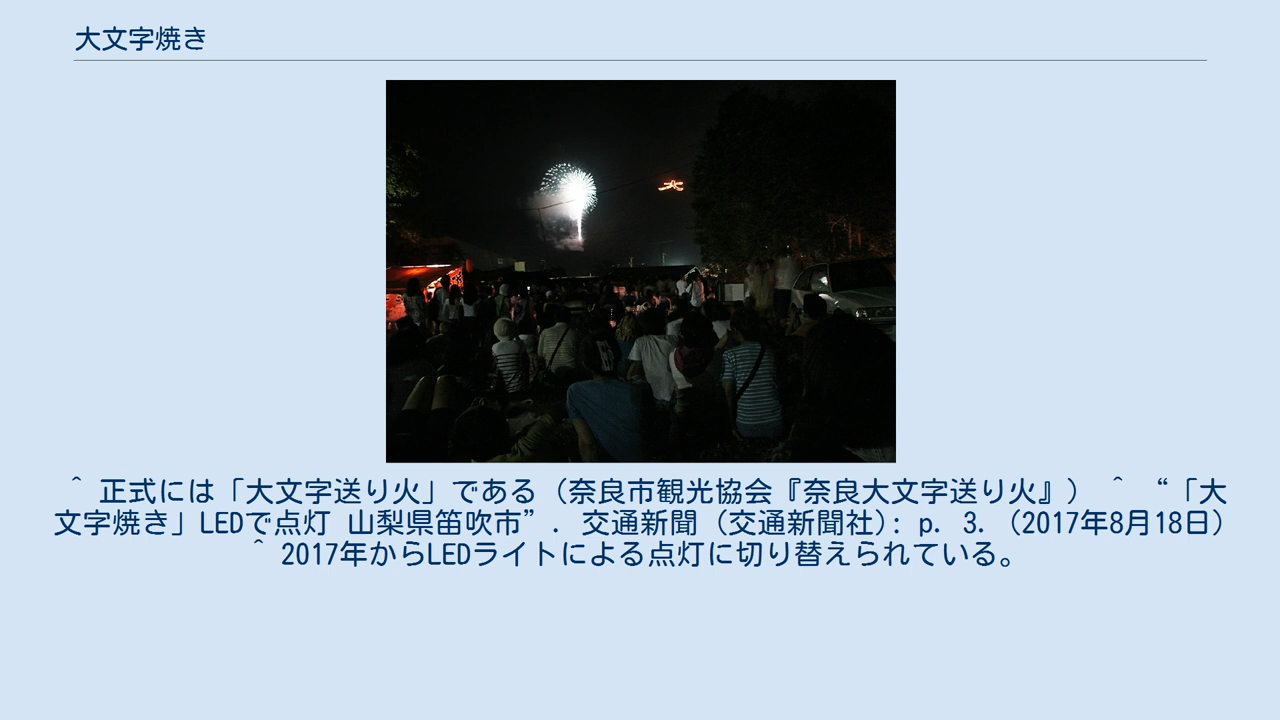 大文字焼き
大
^ 正式には「大文字送り火」である (奈良市観光協会『奈良大文字送り火』) ^ “「大
文字焼き」LEDで点灯 山梨県笛吹市”. 交通新聞 (交通新聞社): p. 3. (2017年8月18日)
^ 2017年からLEDライトによる点灯に切り替えられている。